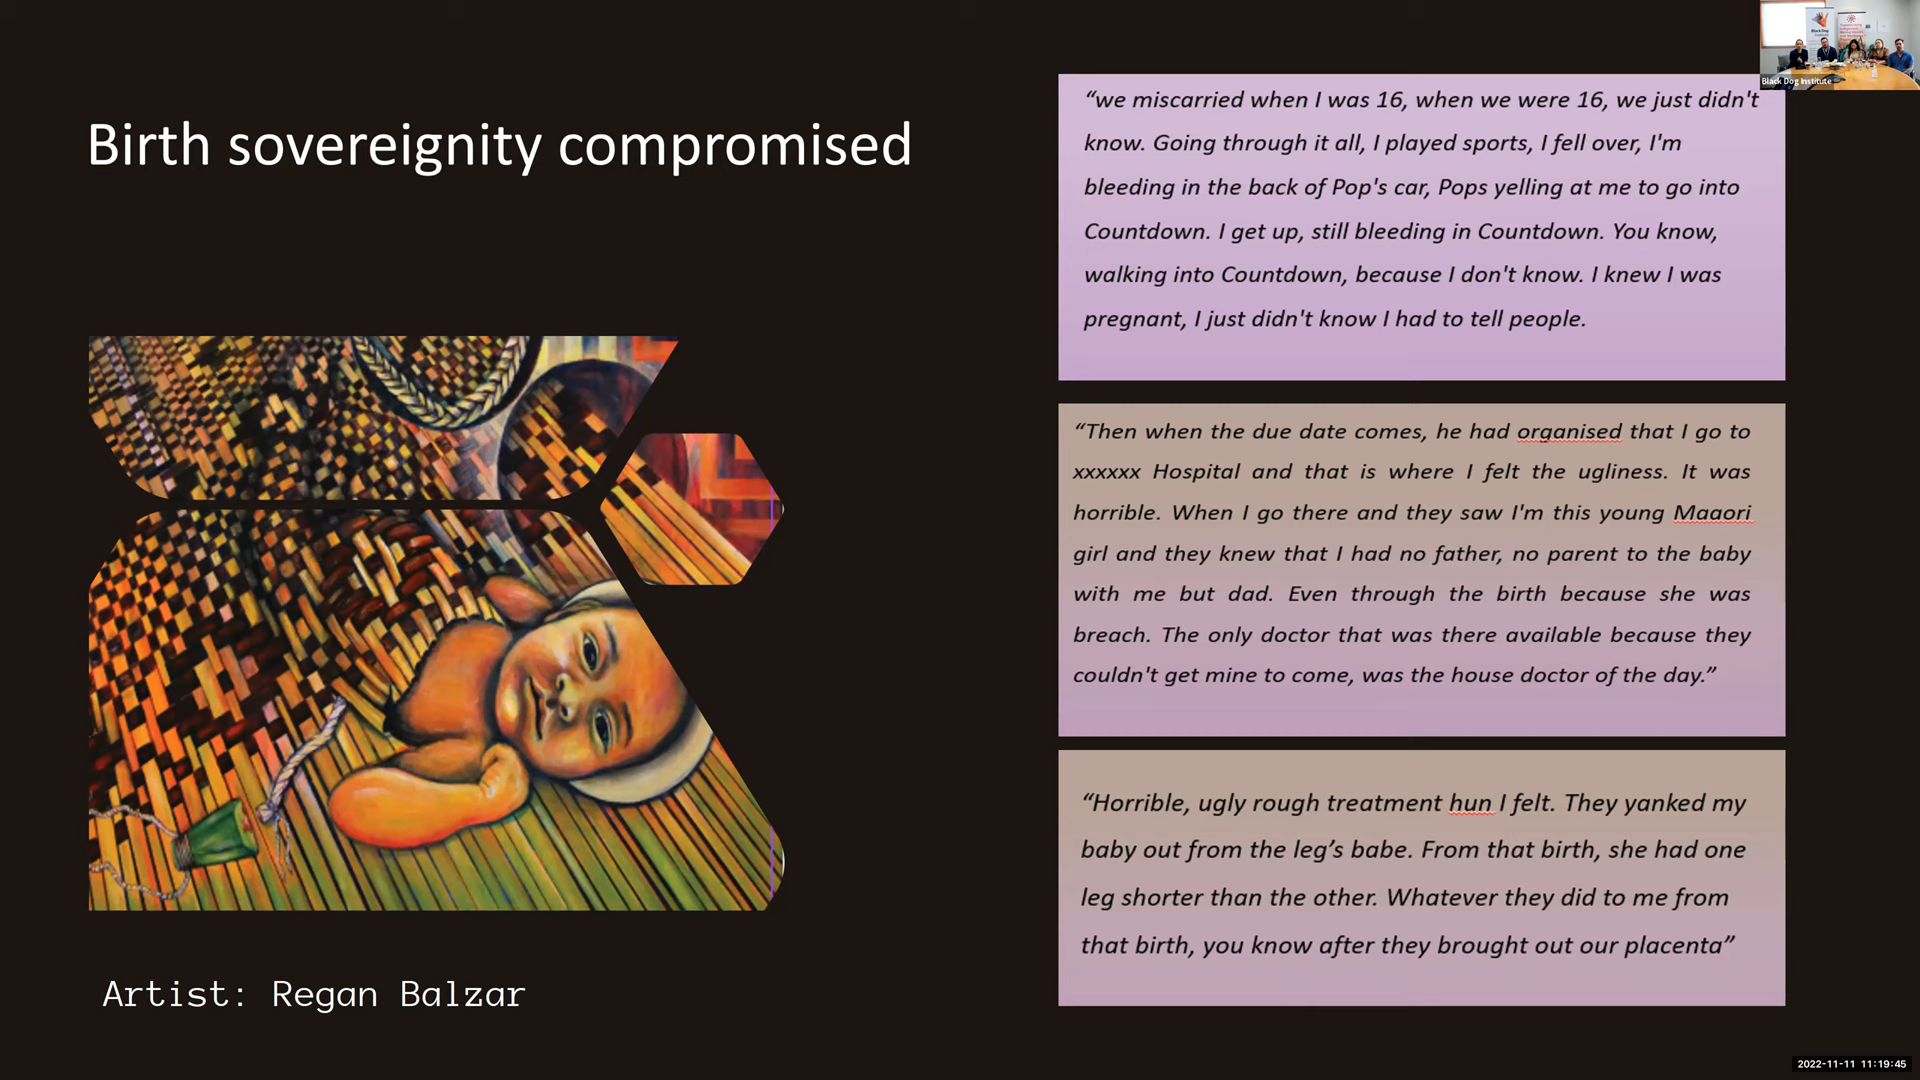 Birth sovereignity compromised
Artist: Regan Balzar
“we miscarried when I was 16, when we were 16, we just didn't
know. Going through it all, I played sports, I fell over, I'm
bleeding in the back of Pop's car, Pops yelling at me to go into
Countdown. I get up, still bleeding in Countdown. You know,
walking into Countdown, because I don't know. I knew I was
pregnant, I just didn't know I had to tell people.
“Then when the due date comes, he had organised that I go to
xxxxxx Hospital and that is where I felt the ugliness. It was
horrible. When I go there and they saw I'm this young Maaori
girl and they knew that I had no father, no parent to the baby
with me but dad. Even through the birth because she was
breach. The only doctor that was there available because they
couldn't get mine to come, was the house doctor of the day.”
“Horrible, ugly rough treatment hun I felt. They yanked my
baby out from the leg’s babe. From that birth, she had one
leg shorter than the other. Whatever they did to me from
that birth, you know after they brought out our placenta”
Black Dog Institute
2022-11-11 11:19:45